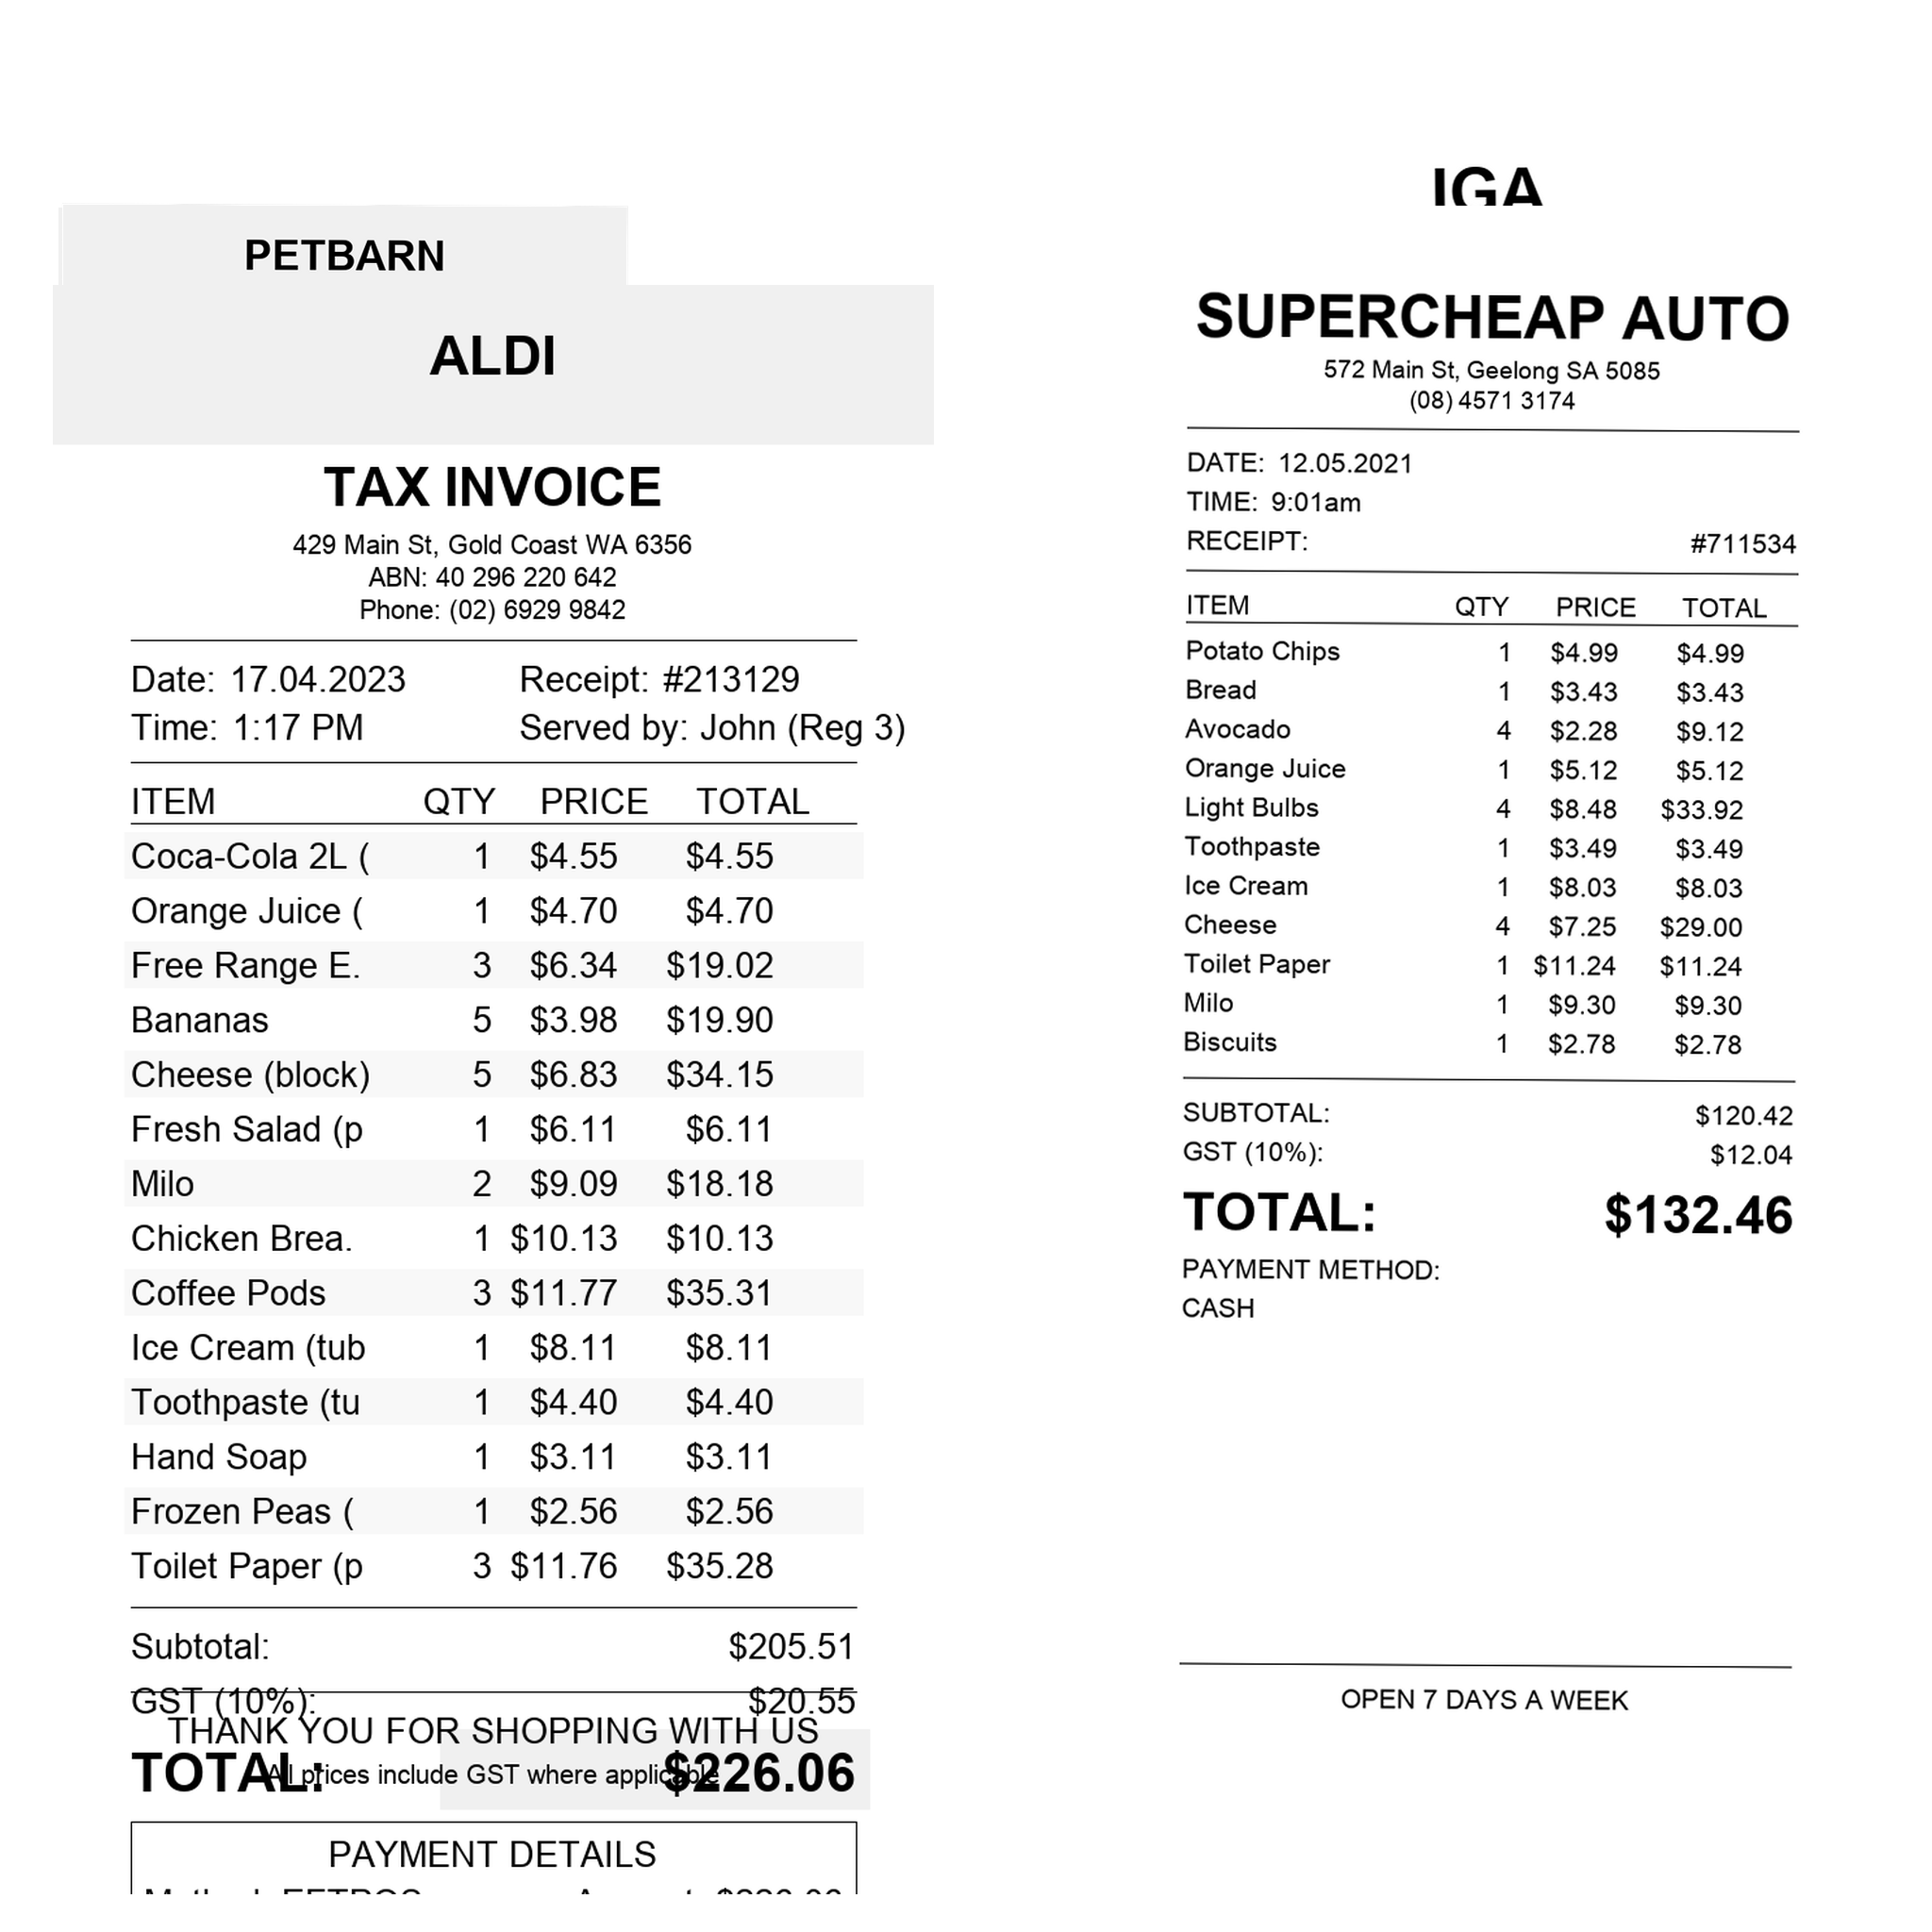 PETBARN
ALDI
TAX INVOICE
429 Main St, Gold Coast WA 6356
ABN: 40 296 220 642
Phone: (02) 6929 9842
Date: 17.04.2023 Receipt: #213129
Time: 1:17 PM Served by: John (Reg 3)
ITEM QTY PRICE TOTAL
Coca-Cola 2L ( 1 $4.55 $4.55
Orange Juice ( 1 $4.70 $4.70
Free Range E. 3 $6.34 $19.02
Bananas 5 $3.98 $19.90
Cheese (block) 5 $6.83 $34.15
Fresh Salad (p 1 $6.11 $6.11
Milo 2 $9.09 $18.18
Chicken Brea. 1 $10.13 $10.13
Coffee Pods 3 $11.77 $35.31
Ice Cream (tub 1 $8.11 $8.11
Toothpaste (tu 1 $4.40 $4.40
Hand Soap 1 $3.11 $3.11
Frozen Peas ( 1 $2.56 $2.56
Toilet Paper (p 3 $11.76 $35.28
Subtotal: $205.51
GST (10%): $20.55
THANK YOU FOR SHOPPING WITH US
TOTAL: $226.06
All prices include GST where applicable
PAYMENT DETAILS
Method: EFTPOS Amount: $226.06
IGA
SUPERCHEAP AUTO
572 Main St, Geelong SA 5085
(08) 4571 3174
DATE: 12.05.2021
TIME: 9:01am
RECEIPT: #711534
ITEM QTY PRICE TOTAL
Potato Chips 1 $4.99 $4.99
Bread 1 $3.43 $3.43
Avocado 4 $2.28 $9.12
Orange Juice 1 $5.12 $5.12
Light Bulbs 4 $8.48 $33.92
Toothpaste 1 $3.49 $3.49
Ice Cream 1 $8.03 $8.03
Cheese 4 $7.25 $29.00
Toilet Paper 1 $11.24 $11.24
Milo 1 $9.30 $9.30
Biscuits 1 $2.78 $2.78
SUBTOTAL: $120.42
GST (10%): $12.04
TOTAL: $132.46
PAYMENT METHOD:
CASH
OPEN 7 DAYS A WEEK